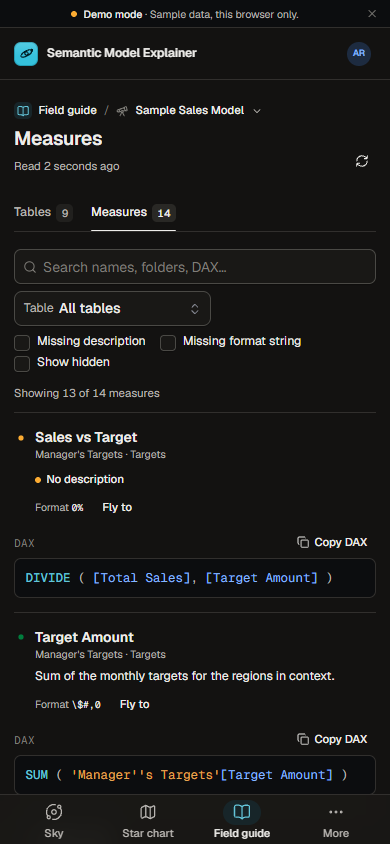 Demo mode · Sample data, this browser only.
Semantic Model Explainer
AR
Field guide / Sample Sales Model
Measures
Read 2 seconds ago
Tables 9 Measures 14
Search names, folders, DAX...
Table All tables
Missing description Missing format string
Show hidden
Showing 13 of 14 measures
Sales vs Target
Manager's Targets · Targets
No description
Format 0% Fly to
DAX Copy DAX
DIVIDE ( [Total Sales], [Target Amount] )
Target Amount
Manager's Targets · Targets
Sum of the monthly targets for the regions in context.
Format \$#,0 Fly to
DAX Copy DAX
SUM ( 'Manager''s Targets'[Target Amount] )
Sky Star chart Field guide More